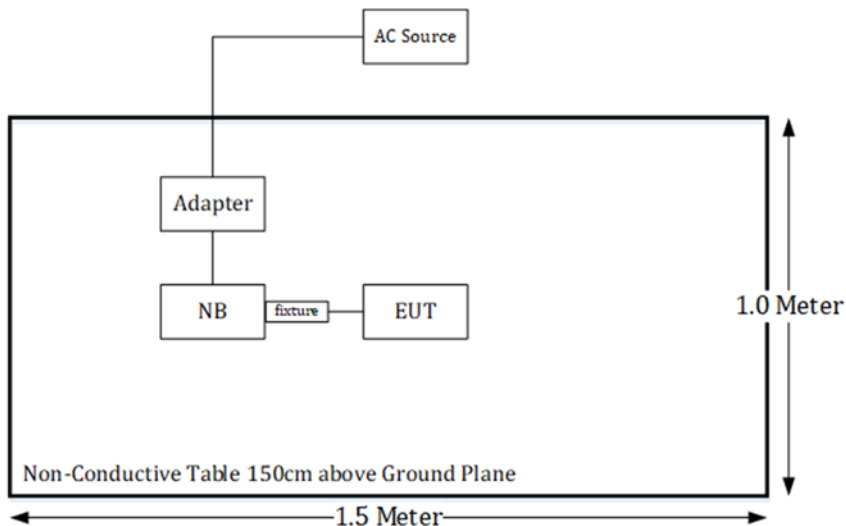 AC Source
Adapter
NB
fixture
EUT
1.0 Meter
Non-Conductive Table 150cm above Ground Plane
1.5 Meter